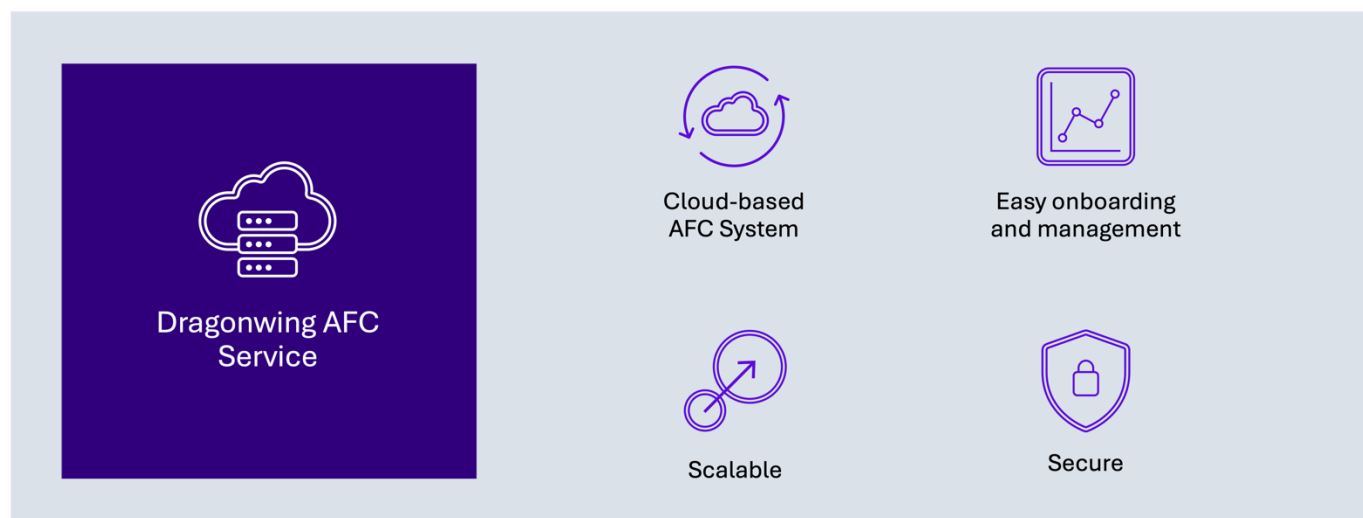 Dragonwing AFC
Service
Cloud-based
AFC System
Easy onboarding
and management
Scalable
Secure